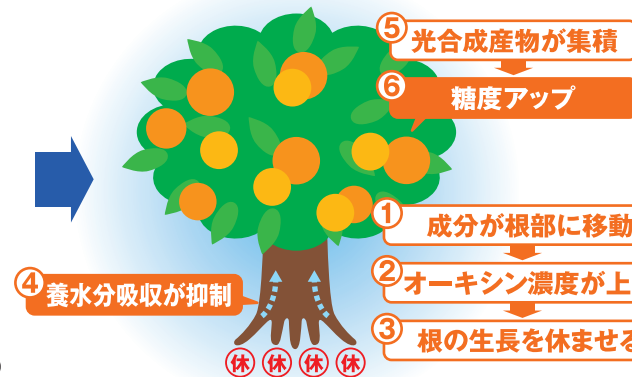 ⑤ 光合成産物が集積
⑥ 糖度アップ
① 成分が根部に移動
② オーキシン濃度が上
③ 根の生長を休ませ
④ 養水分吸収が抑制
休 休 休 休